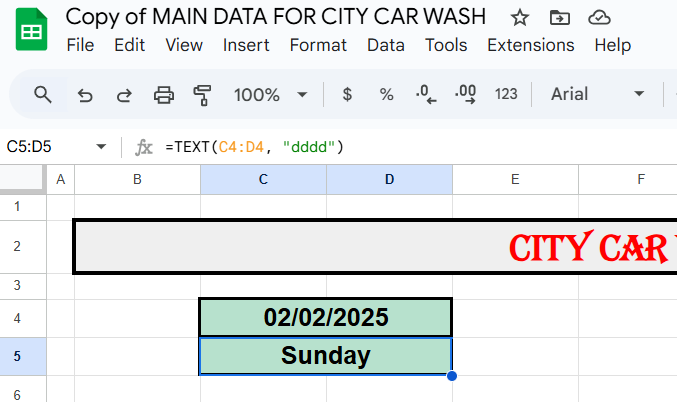 Copy of MAIN DATA FOR CITY CAR WASH
File Edit View Insert Format Data Tools Extensions Help
100% $ % .0 .00 123 Arial
C5:D5 fx =TEXT(C4:D4, "dddd")
A B C D E F
1
2 CITY CAR
3
4 02/02/2025
5 Sunday
6